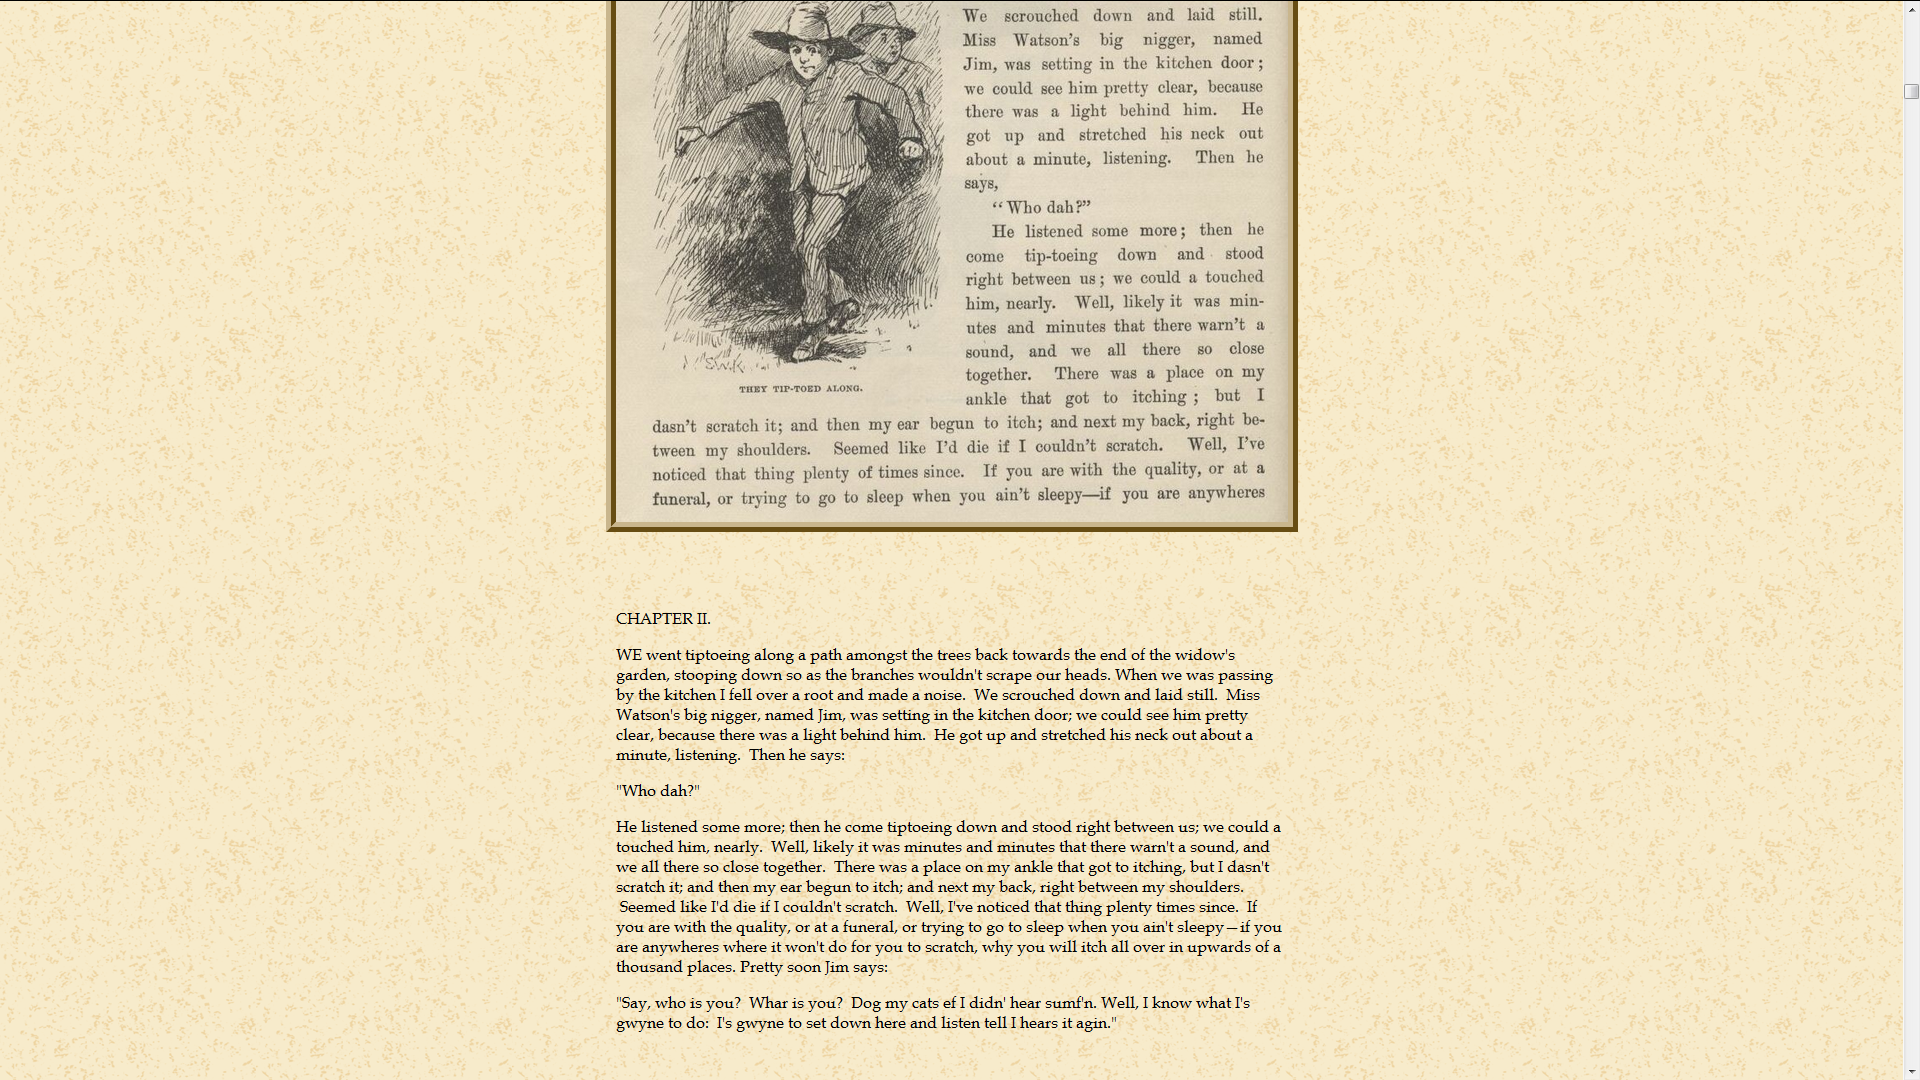 We scrouched down and laid still.
Miss Watson's big nigger, named
Jim, was setting in the kitchen door;
we could see him pretty clear, because
there was a light behind him. He
got up and stretched his neck out
about a minute, listening. Then he
says,
"Who dah?"
He listened some more; then he
come tip-toeing down and stood
right between us; we could a touched
him, nearly. Well, likely it was min-
utes and minutes that there warn't a
sound, and we all there so close
together. There was a place on my
ankle that got to itching; but I
dasn't scratch it; and then my ear begun to itch; and next my back, right be-
tween my shoulders. Seemed like I'd die if I couldn't scratch. Well, I've
noticed that thing plenty of times since. If you are with the quality, or at a
funeral, or trying to go to sleep when you ain't sleepy—if you are anywheres
THEY TIP-TOED ALONG.
CHAPTER II.
WE went tiptoeing along a path amongst the trees back towards the end of the widow's
garden, stooping down so as the branches wouldn't scrape our heads. When we was passing
by the kitchen I fell over a root and made a noise.  We scrouched down and laid still.  Miss
Watson's big nigger, named Jim, was setting in the kitchen door; we could see him pretty
clear, because there was a light behind him.  He got up and stretched his neck out about a
minute, listening.  Then he says:
"Who dah?"
He listened some more; then he come tiptoeing down and stood right between us; we could a
touched him, nearly.  Well, likely it was minutes and minutes that there warn't a sound, and
we all there so close together.  There was a place on my ankle that got to itching, but I dasn't
scratch it; and then my ear begun to itch; and next my back, right between my shoulders.
Seemed like I'd die if I couldn't scratch.  Well, I've noticed that thing plenty times since.  If
you are with the quality, or at a funeral, or trying to go to sleep when you ain't sleepy—if you
are anywheres where it won't do for you to scratch, why you will itch all over in upwards of a
thousand places. Pretty soon Jim says:
"Say, who is you?  Whar is you?  Dog my cats ef I didn' hear sumf'n. Well, I know what I's
gwyne to do:  I's gwyne to set down here and listen tell I hears it agin."